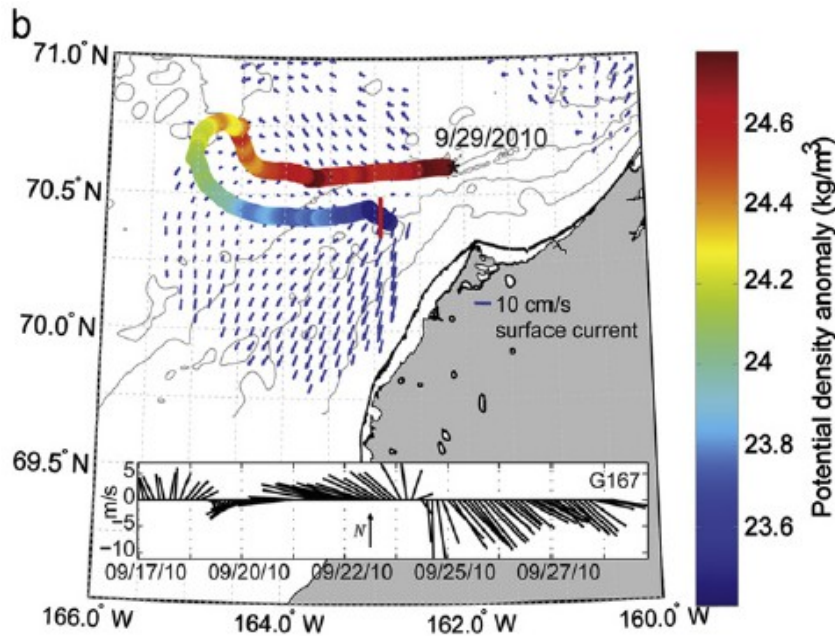 b
71.0° N
70.5° N
70.0° N
69.5° N
9/29/2010
10 cm/s
surface current
5
0
−5
−10
m/s
G167
N
09/17/10 09/20/10 09/22/10 09/25/10 09/27/10
166.0° W 164.0° W 162.0° W 160.0° W
24.6
24.4
24.2
24
23.8
23.6
Potential density anomaly (kg/m³)